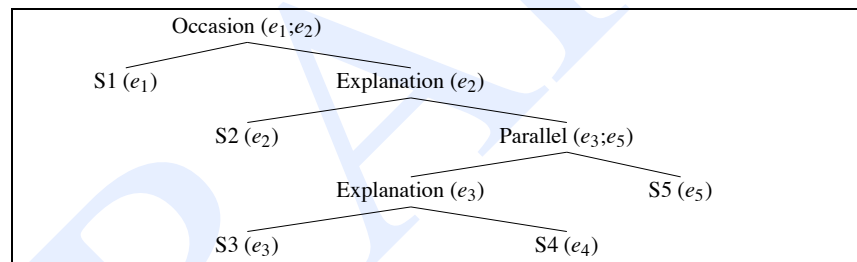 Occasion (e₁;e₂)
S1 (e₁) Explanation (e₂)
S2 (e₂) Parallel (e₃;e₅)
Explanation (e₃) S5 (e₅)
S3 (e₃) S4 (e₄)